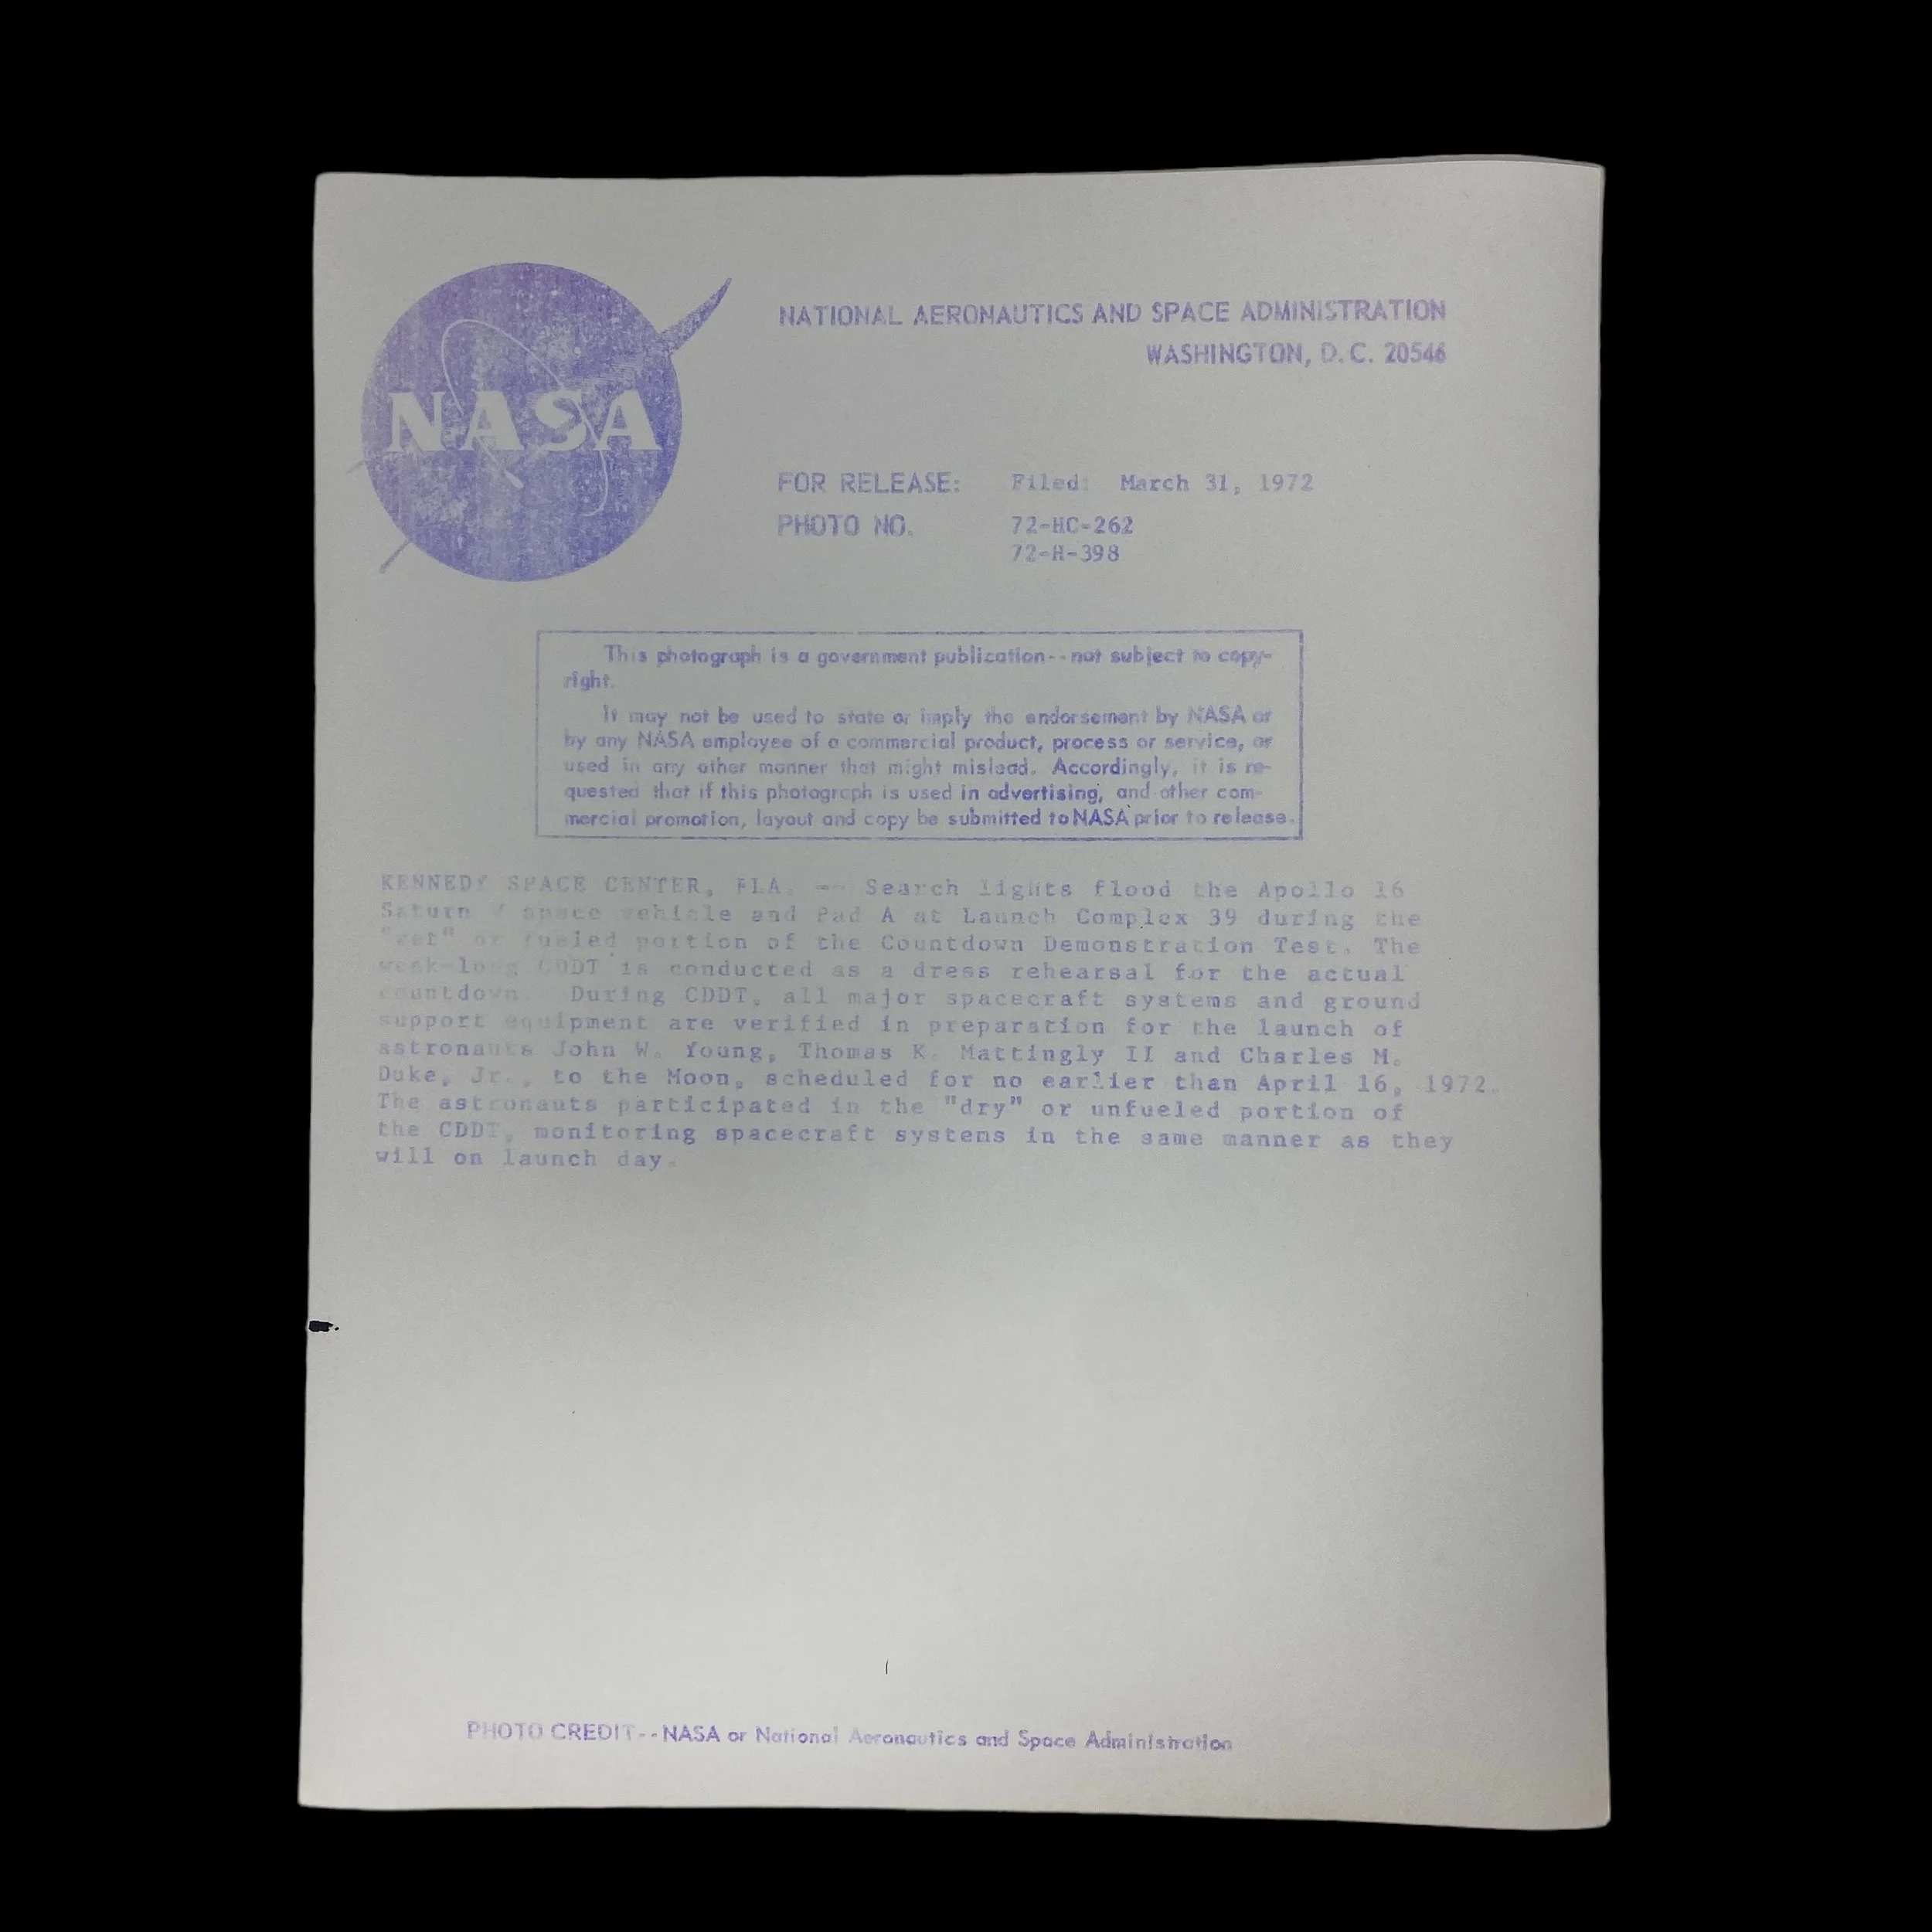 NASA
NATIONAL AERONAUTICS AND SPACE ADMINISTRATION
WASHINGTON, D.C. 20546
FOR RELEASE: Filed: March 31, 1972
PHOTO NO. 72-HC-262
72-H-398
This photograph is a government publication--not subject to copy-
right.
It may not be used to state or imply the endorsement by NASA or
by any NASA employee of a commercial product, process or service, or
used in any other manner that might mislead. Accordingly, it is re-
quested that if this photograph is used in advertising, and other com-
mercial promotion, layout and copy be submitted to NASA prior to release.
KENNEDY SPACE CENTER, FLA. -- Search lights flood the Apollo 16
Saturn V space vehicle and Pad A at Launch Complex 39 during the
"wet" or fueled portion of the Countdown Demonstration Test. The
week-long CDDT is conducted as a dress rehearsal for the actual
countdown. During CDDT, all major spacecraft systems and ground
support equipment are verified in preparation for the launch of
astronauts John W. Young, Thomas K. Mattingly II and Charles M.
Duke, Jr., to the Moon, scheduled for no earlier than April 16, 1972.
The astronauts participated in the "dry" or unfueled portion of
the CDDT, monitoring spacecraft systems in the same manner as they
will on launch day.
PHOTO CREDIT--NASA or National Aeronautics and Space Administration